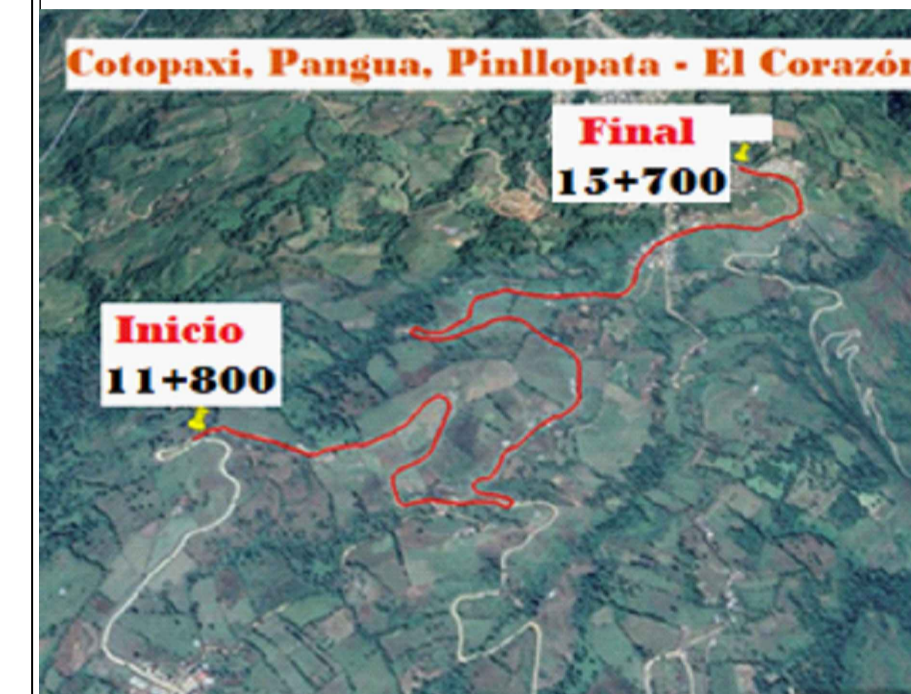 Cotopaxi, Pangua, Pinllopata - El Corazón
Final
15+700
Inicio
11+800